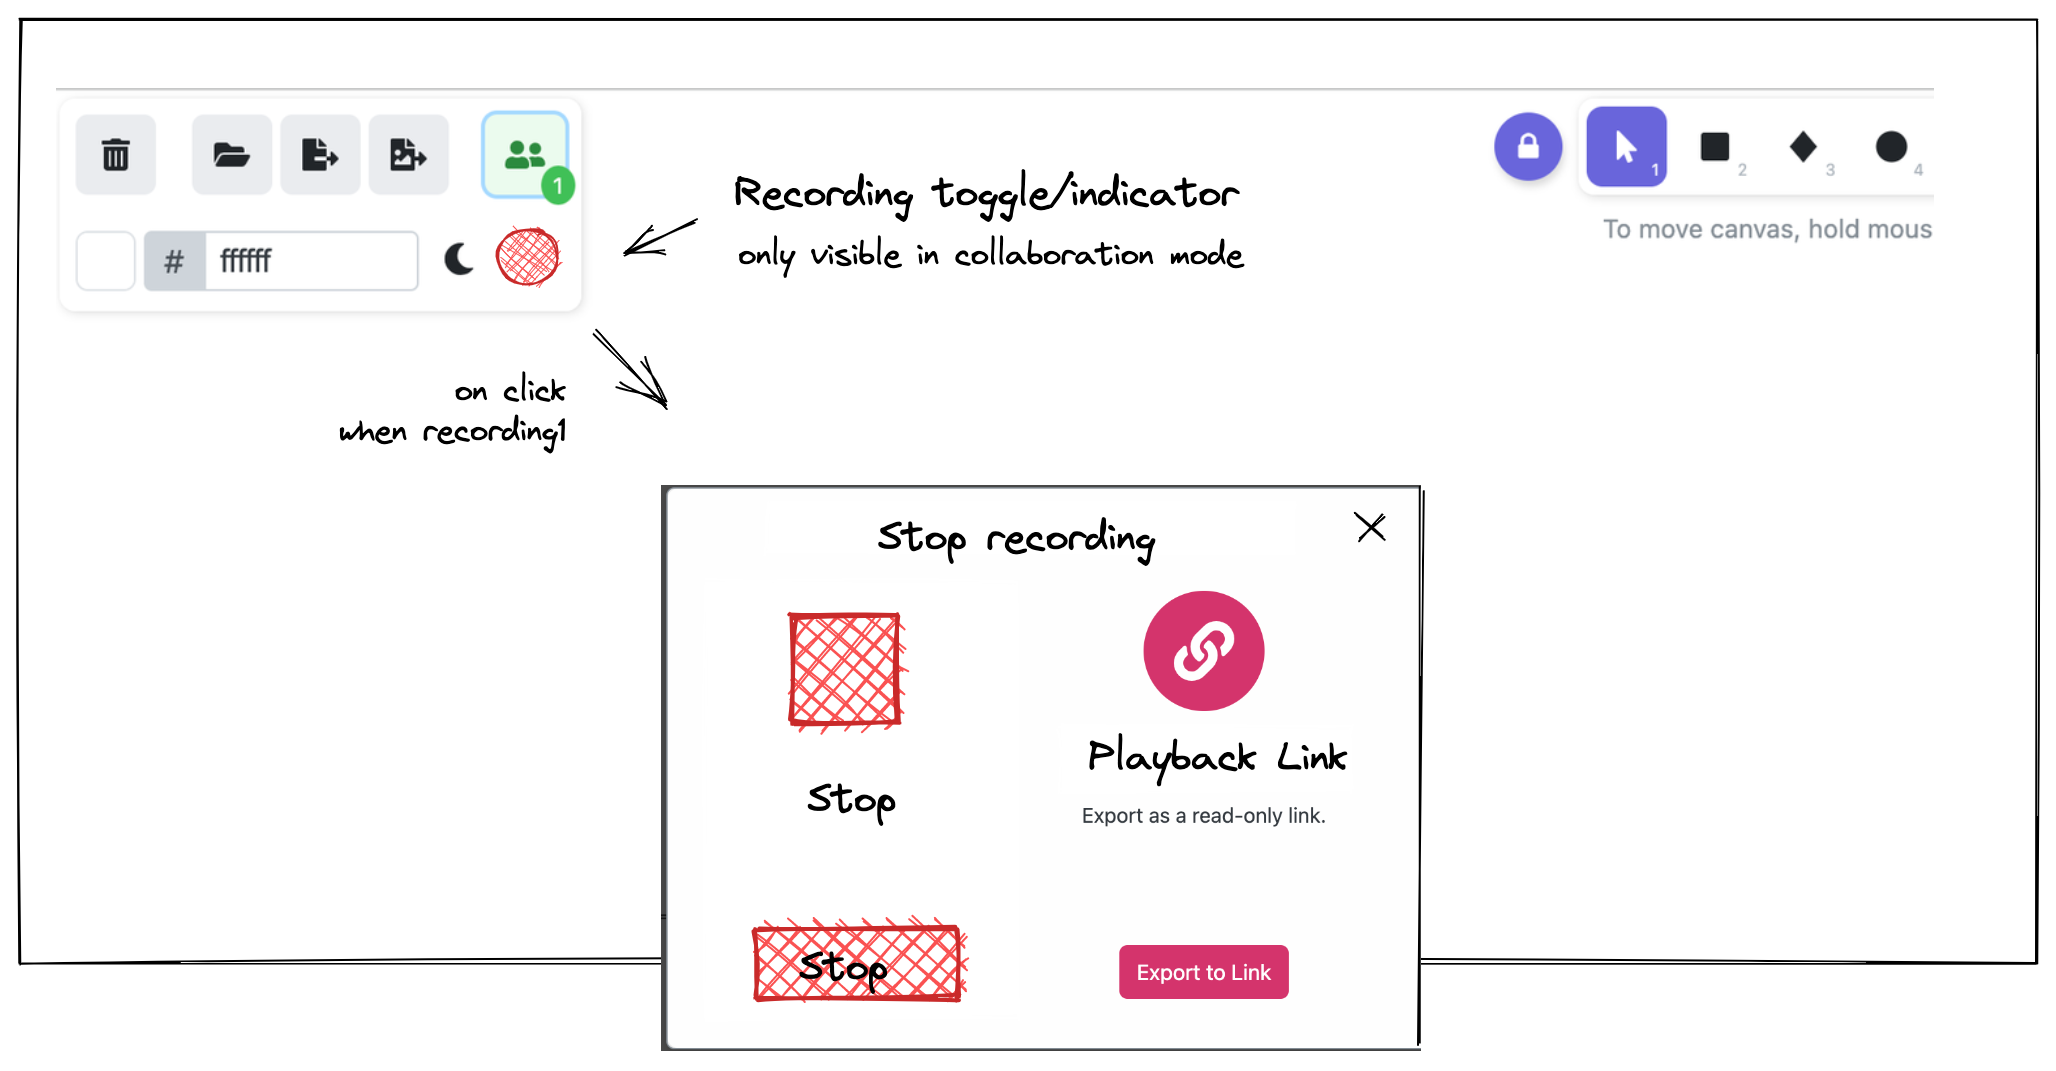 1
# ffffff
Recording toggle/indicator
only visible in collaboration mode
1 2 3 4
To move canvas, hold mous
on click
when recording1
Stop recording
Stop
Playback Link
Export as a read-only link.
Stop
Export to Link